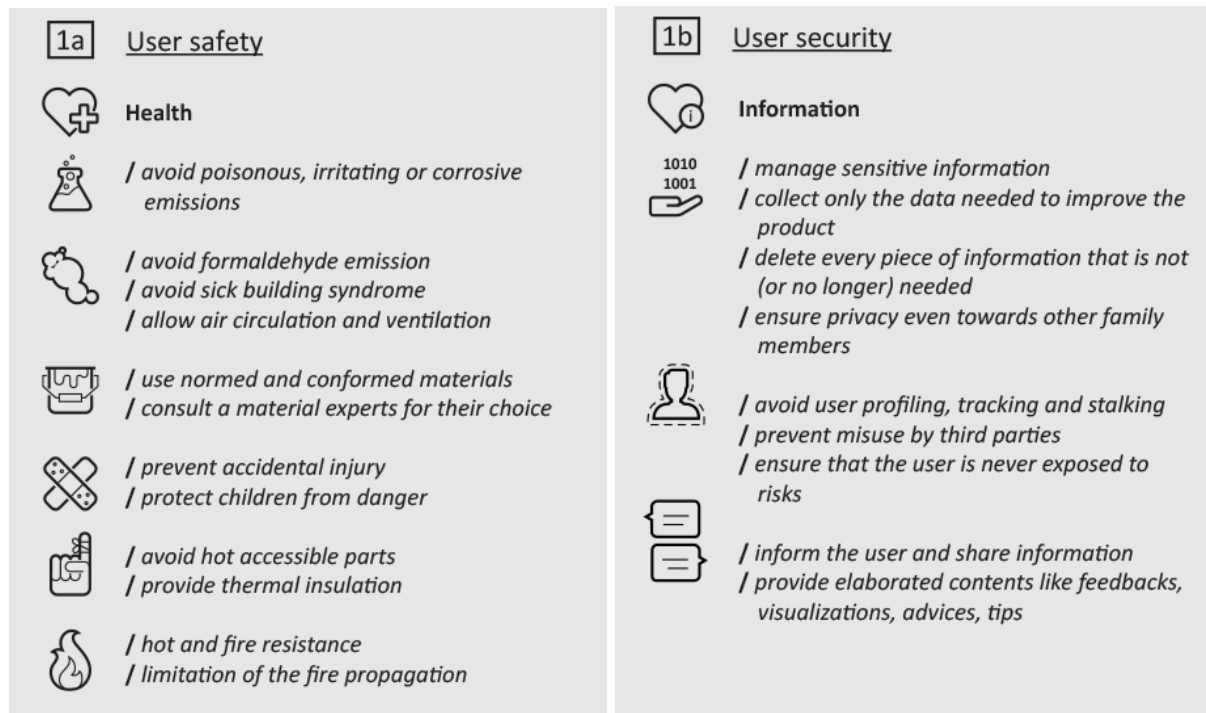 1a User safety
Health
/ avoid poisonous, irritating or corrosive
emissions
/ avoid formaldehyde emission
/ avoid sick building syndrome
/ allow air circulation and ventilation
/ use normed and conformed materials
/ consult a material experts for their choice
/ prevent accidental injury
/ protect children from danger
/ avoid hot accessible parts
/ provide thermal insulation
/ hot and fire resistance
/ limitation of the fire propagation
1b User security
Information
1010
1001
/ manage sensitive information
/ collect only the data needed to improve the
product
/ delete every piece of information that is not
(or no longer) needed
/ ensure privacy even towards other family
members
/ avoid user profiling, tracking and stalking
/ prevent misuse by third parties
/ ensure that the user is never exposed to
risks
/ inform the user and share information
/ provide elaborated contents like feedbacks,
visualizations, advices, tips